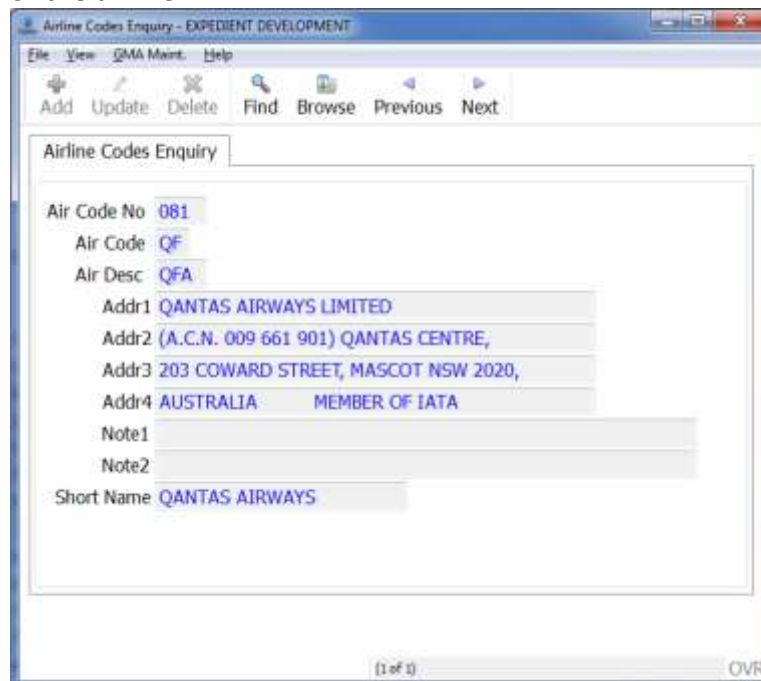 Airline Codes Enquiry - EXPEDIENT DEVELOPMENT
File View GMA Maint. Help
Add Update Delete Find Browse Previous Next
Airline Codes Enquiry
Air Code No 081
Air Code QF
Air Desc QFA
Addr1 QANTAS AIRWAYS LIMITED
Addr2 (A.C.N. 009 661 901) QANTAS CENTRE,
Addr3 203 COWARD STREET, MASCOT NSW 2020,
Addr4 AUSTRALIA MEMBER OF IATA
Note1
Note2
Short Name QANTAS AIRWAYS
(1 of 1) OVR